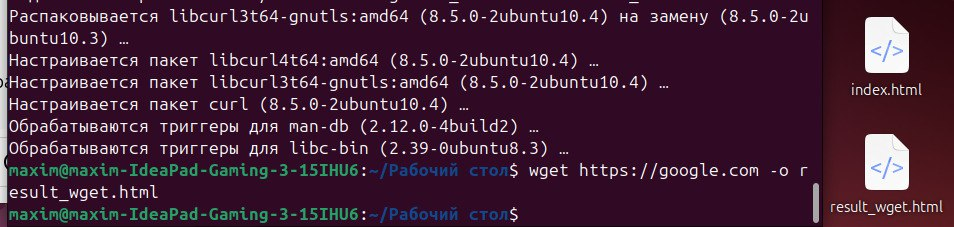 Распаковывается libcurl3t64-gnutls:amd64 (8.5.0-2ubuntu10.4) на замену (8.5.0-2u
buntu10.3) …
Настраивается пакет libcurl4t64:amd64 (8.5.0-2ubuntu10.4) …
Настраивается пакет libcurl3t64-gnutls:amd64 (8.5.0-2ubuntu10.4) …
Настраивается пакет curl (8.5.0-2ubuntu10.4) …
Обрабатываются триггеры для man-db (2.12.0-4build2) …
Обрабатываются триггеры для libc-bin (2.39-0ubuntu8.3) …
maxim@maxim-IdeaPad-Gaming-3-15IHU6:~/Рабочий стол$ wget https://google.com -o r
esult_wget.html
maxim@maxim-IdeaPad-Gaming-3-15IHU6:~/Рабочий стол$
index.html
result_wget.html